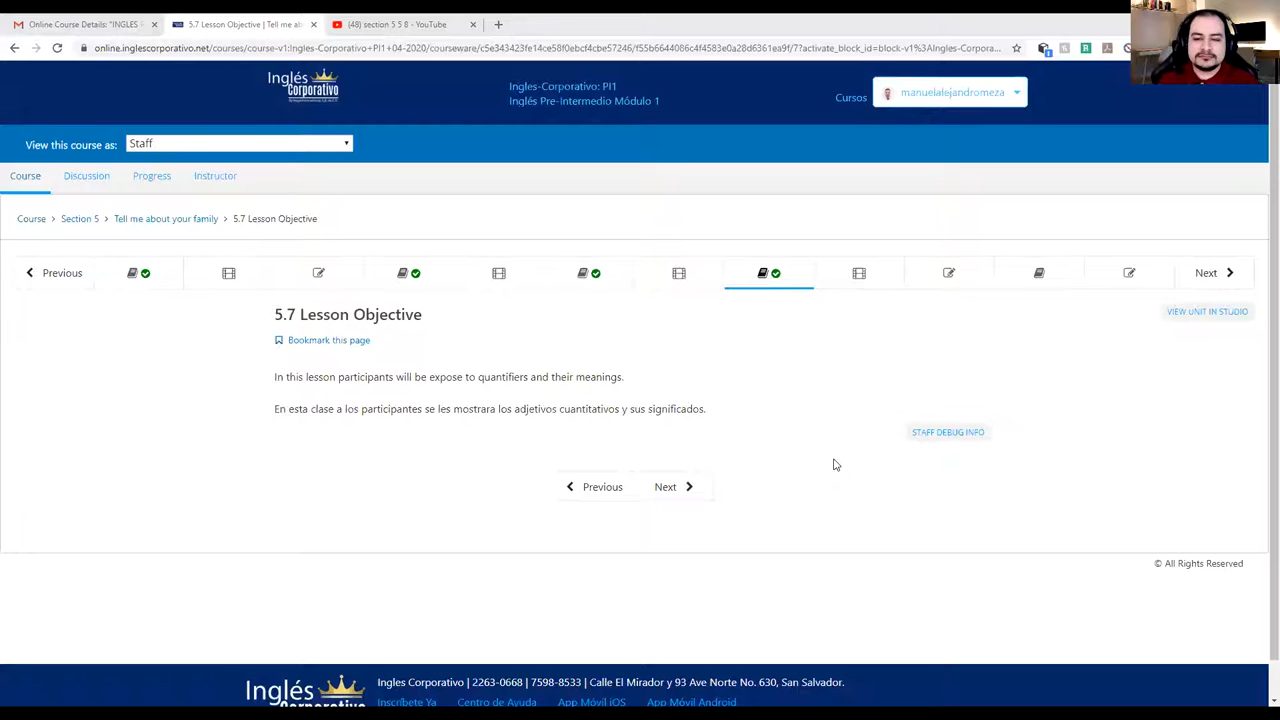 Online Course Details: "INGLES
5.7 Lesson Objective | Tell me ab
(48) section 5 5 8 - YouTube
online.inglescorporativo.net/courses/course-v1:Ingles-Corporativo+PI1+04-2020/courseware/c5e343423fe14ce58f0e50189ebcf4cbe57246/f55b6644086c4f4583e0a28d6361ea9f/7?activate_block_id=block-v1%3AIngles-Corpora...
Inglés
Corporativo
Ingles-Corporativo: PI1
Inglés Pre-Intermedio Módulo 1
Cursos
manuelalejandromeza
View this course as:
Staff
Course
Discussion
Progress
Instructor
Course > Section 5 > Tell me about your family > 5.7 Lesson Objective
Previous
Next
5.7 Lesson Objective
VIEW UNIT IN STUDIO
Bookmark this page
In this lesson participants will be expose to quantifiers and their meanings.
En esta clase a los participantes se les mostrara los adjetivos cuantitativos y sus significados.
STAFF DEBUG INFO
Previous
Next
© All Rights Reserved
Inglés
Corporativo
Ingles Corporativo | 2263-0668 | 7598-8533 | Calle El Mirador y 93 Ave Norte No. 630, San Salvador.
Inscríbete Ya
Centro de Ayuda
App Móvil iOS
App Móvil Android